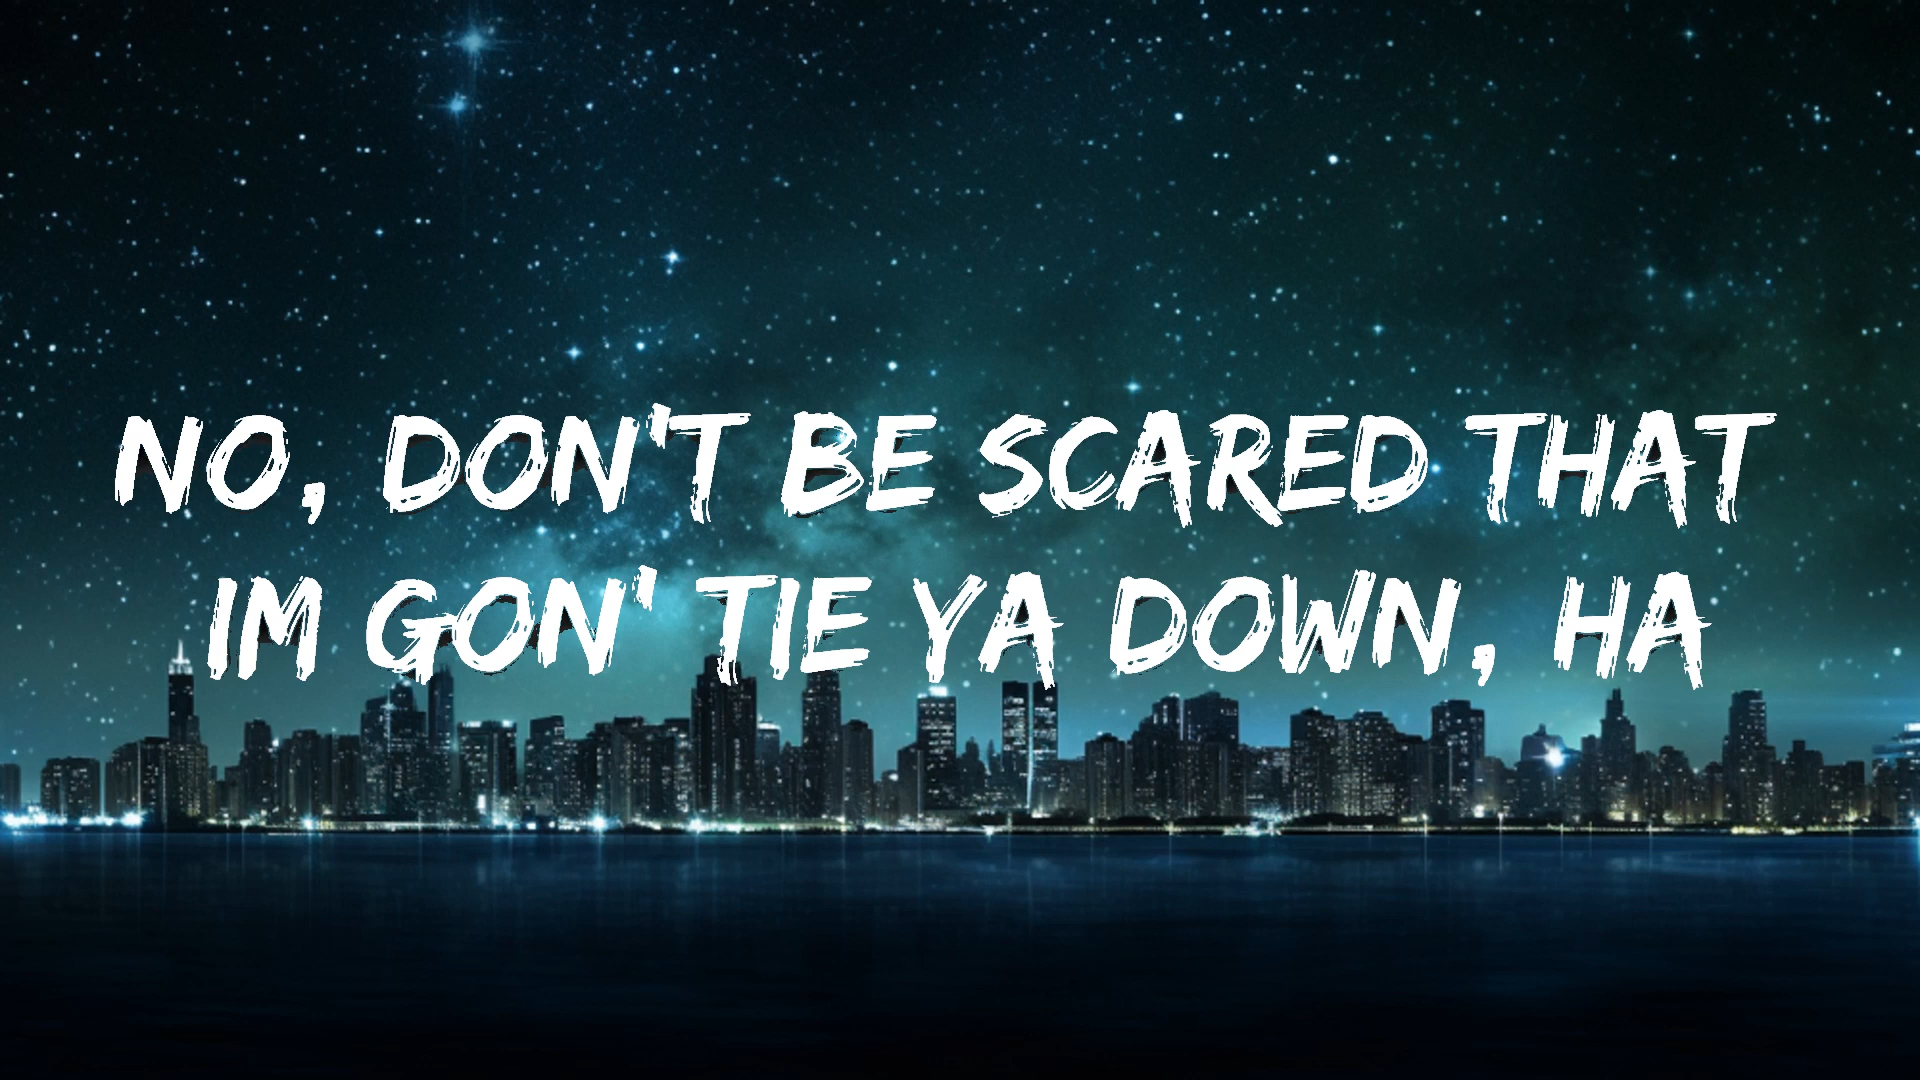 NO, DON'T BE SCARED THAT
IM GON' TIE YA DOWN, HA